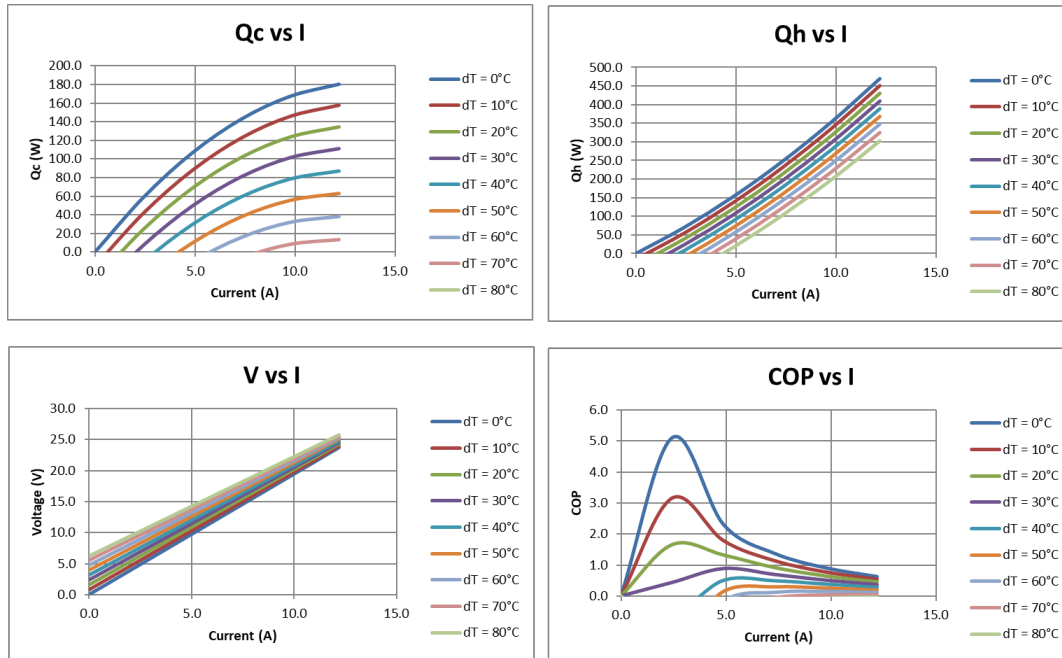 Qc vs I
200.0
180.0
160.0
140.0
120.0
100.0
80.0
60.0
40.0
20.0
0.0
Qc (W)
0.0 5.0 10.0 15.0
Current (A)
dT = 0°C
dT = 10°C
dT = 20°C
dT = 30°C
dT = 40°C
dT = 50°C
dT = 60°C
dT = 70°C
dT = 80°C
Qh vs I
500.0
450.0
400.0
350.0
300.0
250.0
200.0
150.0
100.0
50.0
0.0
Qh (W)
0.0 5.0 10.0 15.0
Current (A)
dT = 0°C
dT = 10°C
dT = 20°C
dT = 30°C
dT = 40°C
dT = 50°C
dT = 60°C
dT = 70°C
dT = 80°C
V vs I
30.0
25.0
20.0
15.0
10.0
5.0
0.0
Voltage (V)
0.0 5.0 10.0 15.0
Current (A)
dT = 0°C
dT = 10°C
dT = 20°C
dT = 30°C
dT = 40°C
dT = 50°C
dT = 60°C
dT = 70°C
dT = 80°C
COP vs I
6.0
5.0
4.0
3.0
2.0
1.0
0.0
COP
0.0 5.0 10.0 15.0
Current (A)
dT = 0°C
dT = 10°C
dT = 20°C
dT = 30°C
dT = 40°C
dT = 50°C
dT = 60°C
dT = 70°C
dT = 80°C